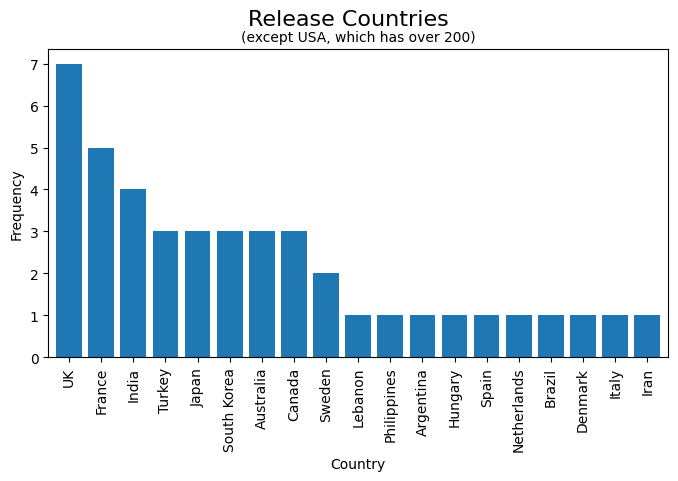 Release Countries
(except USA, which has over 200)
Frequency
7
6
5
4
3
2
1
0
UK
France
India
Turkey
Japan
South Korea
Australia
Canada
Sweden
Lebanon
Philippines
Argentina
Hungary
Spain
Netherlands
Brazil
Denmark
Italy
Iran
Country